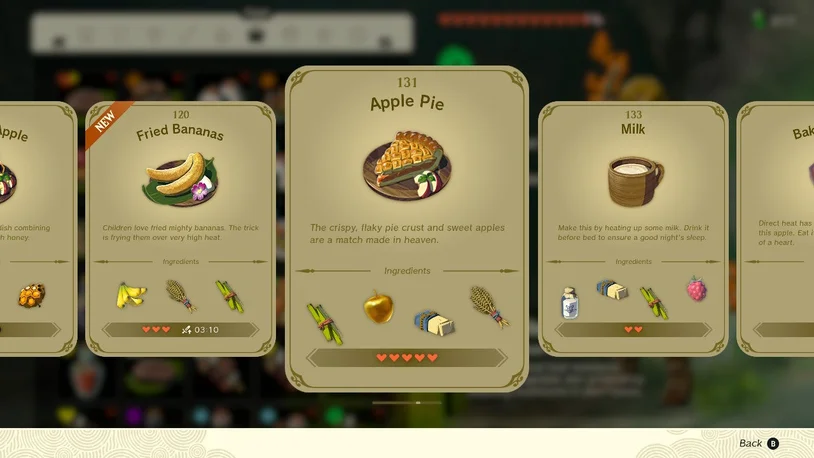 Apple
dish combining
h honey.
NEW
120
Fried Bananas
Children love fried mighty bananas. The trick
is frying them over very high heat.
Ingredients
03:10
131
Apple Pie
The crispy, flaky pie crust and sweet apples
are a match made in heaven.
Ingredients
133
Milk
Make this by heating up some milk. Drink it
before bed to ensure a good night's sleep.
Ingredients
Bak
Direct heat has
this apple. Eat i
of a heart.
Back B